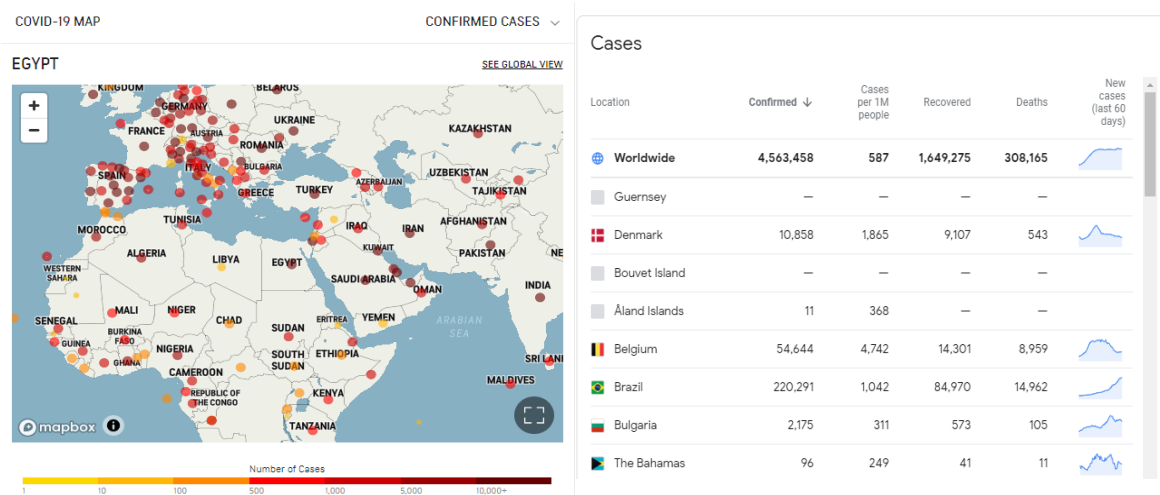 COVID-19 MAP
CONFIRMED CASES
EGYPT
SEE GLOBAL VIEW
+
−
KINGDOM
BELARUS
GERMANY
UKRAINE
FRANCE
AUSTRIA
KAZAKHSTAN
ROMANIA
ITALY
BULGARIA
UZBEKISTAN
SPAIN
AZERBAIJAN
TURKEY
GREECE
TAJIKISTAN
TUNISIA
MOROCCO
IRAQ
IRAN
AFGHANISTAN
KUWAIT
ALGERIA
LIBYA
EGYPT
PAKISTAN
NE
WESTERN
SAHARA
SAUDI ARABIA
OMAN
INDIA
MALI
NIGER
CHAD
SENEGAL
SUDAN
ERITREA
YEMEN
ARABIAN
SEA
BURKINA
FASO
GUINEA
GHANA
NIGERIA
SOUTH
SUDAN
ETHIOPIA
SRI LAN
CAMEROON
MALDIVES
REPUBLIC OF
THE CONGO
KENYA
TANZANIA
mapbox
i
Number of Cases
1 10 100 500 1,000 5,000 10,000+
Cases
Location Confirmed ↓ Cases per 1M people Recovered Deaths New cases (last 60 days)
Worldwide 4,563,458 587 1,649,275 308,165
Guernsey — — — —
Denmark 10,858 1,865 9,107 543
Bouvet Island — — — —
Åland Islands 11 368 — —
Belgium 54,644 4,742 14,301 8,959
Brazil 220,291 1,042 84,970 14,962
Bulgaria 2,175 311 573 105
The Bahamas 96 249 41 11